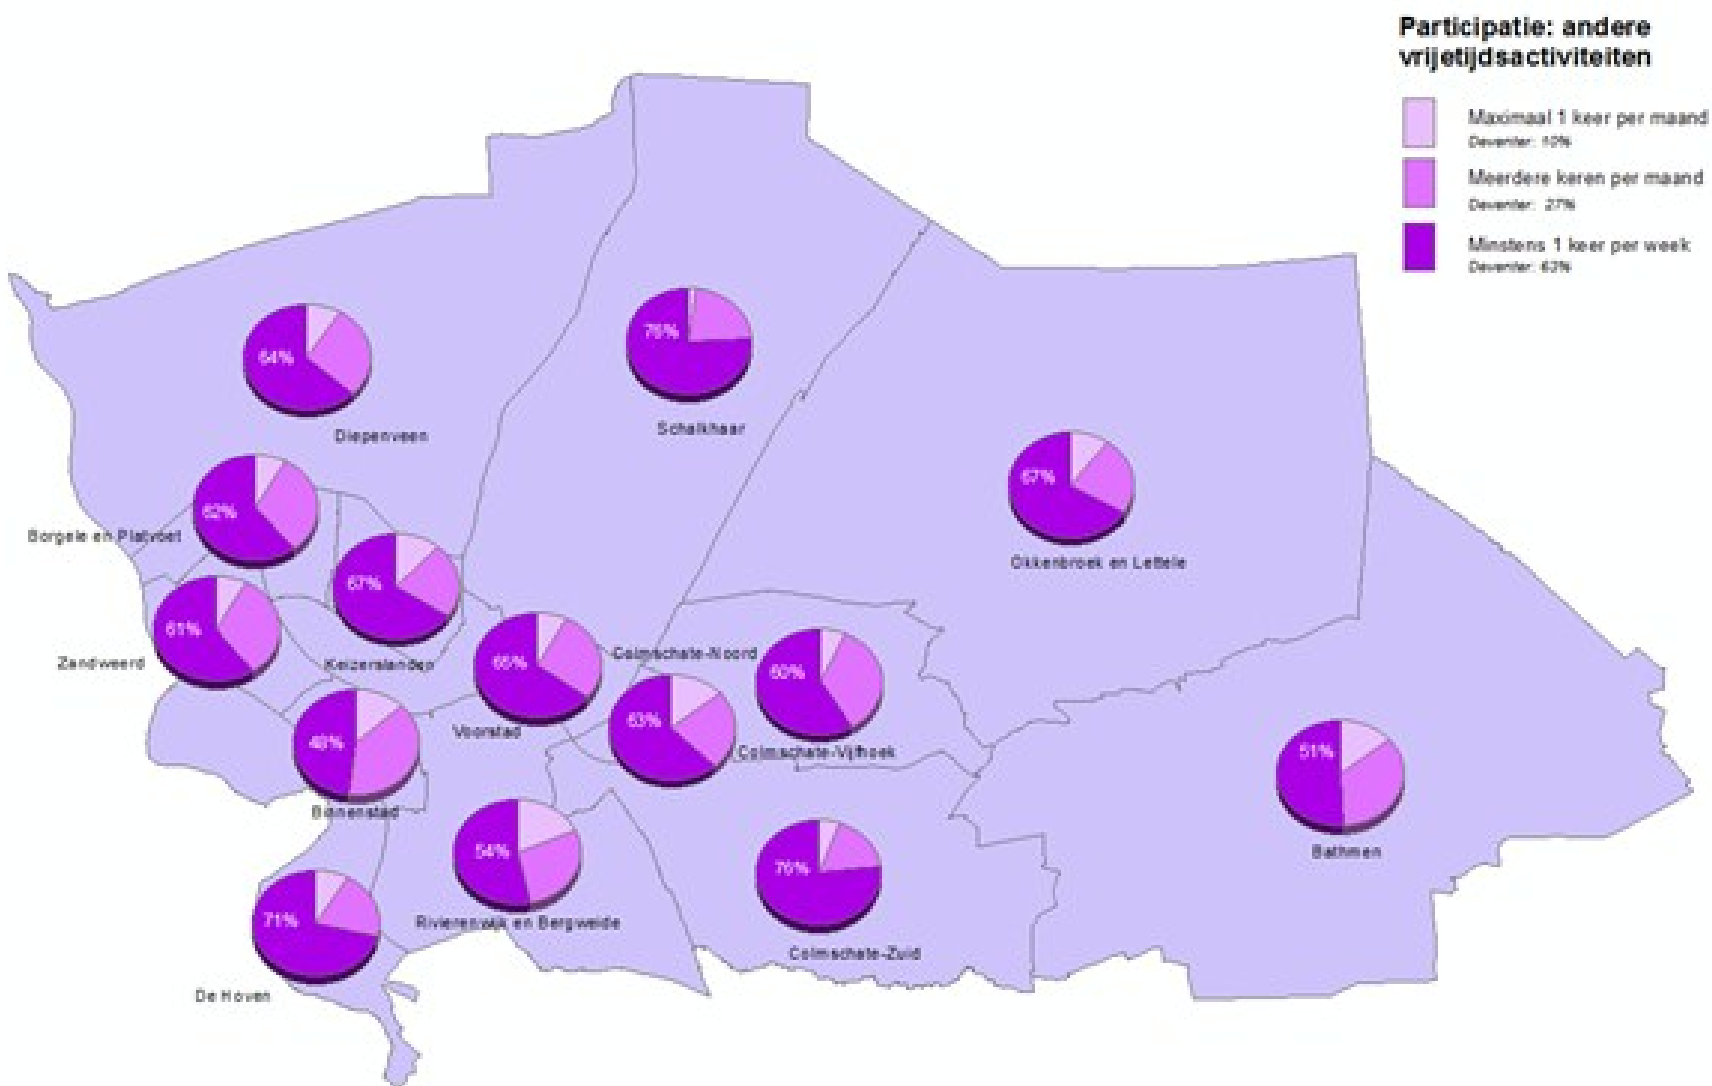 Participatie: andere
vrijetijdsactiviteiten
Maximaal 1 keer per maand
Deventer: 10%
Meerdere keren per maand
Deventer: 27%
Minstens 1 keer per week
Deventer: 63%
64%
Diepenveen
76%
Schalkhaar
67%
Okkenbroek en Lettele
62%
Borgele en Platvoet
67%
Keizerslanden
61%
Zandweerd
65%
Voorstad
Colmschate-Noord
63%
60%
Colmschate-Vijfhoek
48%
Binnenstad
51%
Bathmen
54%
Rivierenwijk en Bergweide
76%
Colmschate-Zuid
71%
De Hoven